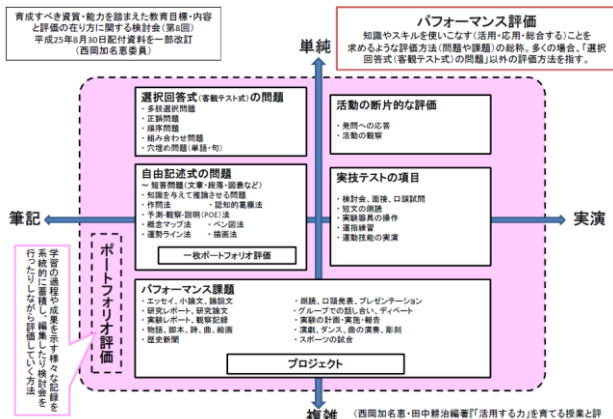 育成すべき資質・能力を踏まえた教育目標・内容
と評価の在り方に関する検討会(第8回)
平成25年8月30日配付資料を一部改訂
(西岡加名恵委員)
パフォーマンス評価
知識やスキルを使いこなす(活用・応用・総合する)ことを
求めるような評価方法(問題や課題)の総称。多くの場合、「選択
回答式(客観テスト式)の問題」以外の評価方法を指す。
単純
選択回答式(客観テスト式)の問題
・多肢選択問題
・正誤問題
・順序問題
・組み合わせ問題
・穴埋め問題(単語・句)
活動の断片的な評価
・発問への応答
・活動の観察
自由記述式の問題
~ 短答問題(文章・段落・図表など)
・知識を与えて推論させる問題
・作問法 ・認知的葛藤法
・予測-観察-説明(POE)法
・概念マップ法 ・ベン図法
・運勢ライン法 ・描画法
一枚ポートフォリオ評価
実技テストの項目
・検討会、面接、口頭試問
・短文の朗読
・実験器具の操作
・運指練習
・運動技能の実演
筆記
実演
ポートフォリオ評価
学習の過程や成果を示す様々な記録を
系統的に蓄積し、編集したり検討会を
行ったりしながら評価していく方法
パフォーマンス課題
・エッセイ、小論文、論説文
・研究レポート、研究論文
・実験レポート、観察記録
・物語、脚本、詩、曲、絵画
・歴史新聞
・朗読、口頭発表、プレゼンテーション
・グループでの話し合い、ディベート
・実験の計画・実施・報告
・演劇、ダンス、曲の演奏、彫刻
・スポーツの試合
プロジェクト
複雑
(西岡加名恵・田中耕治編著『「活用する力」を育てる授業と評